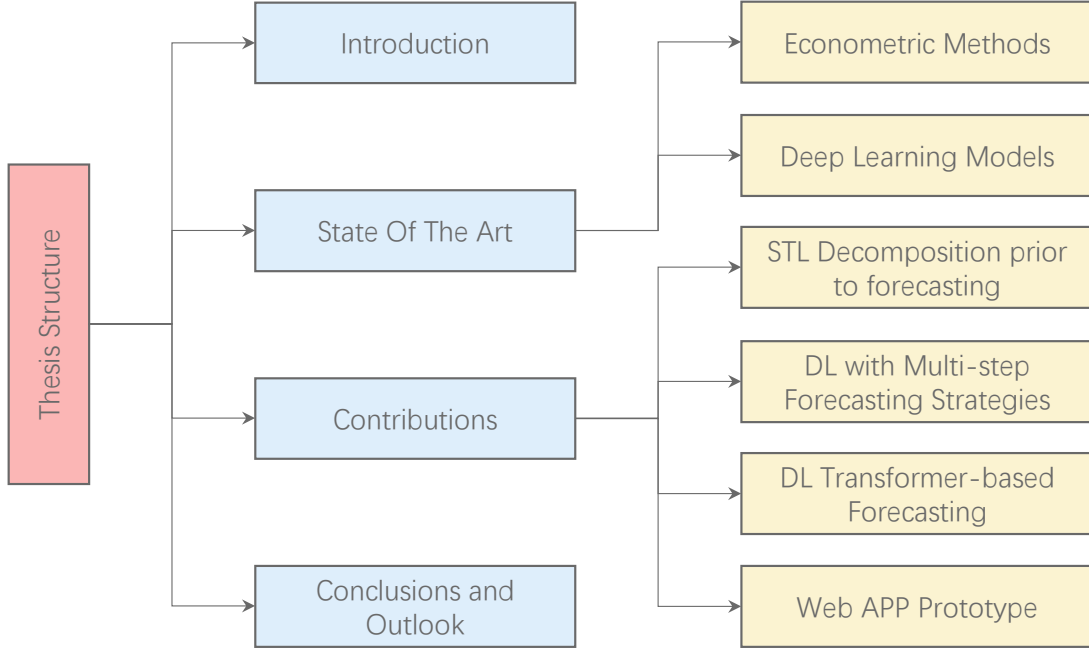 Thesis Structure
Introduction
State Of The Art
Contributions
Conclusions and
Outlook
Econometric Methods
Deep Learning Models
STL Decomposition prior
to forecasting
DL with Multi-step
Forecasting Strategies
DL Transformer-based
Forecasting
Web APP Prototype